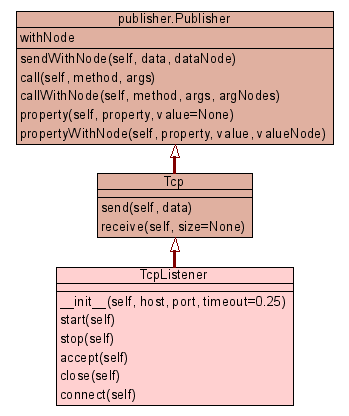 publisher.Publisher
withNode
sendWithNode(self, data, dataNode)
call(self, method, args)
callWithNode(self, method, args, argNodes)
property(self, property, value=None)
propertyWithNode(self, property, value, valueNode)
Tcp
send(self, data)
receive(self, size=None)
TcpListener
__init__(self, host, port, timeout=0.25)
start(self)
stop(self)
accept(self)
close(self)
connect(self)